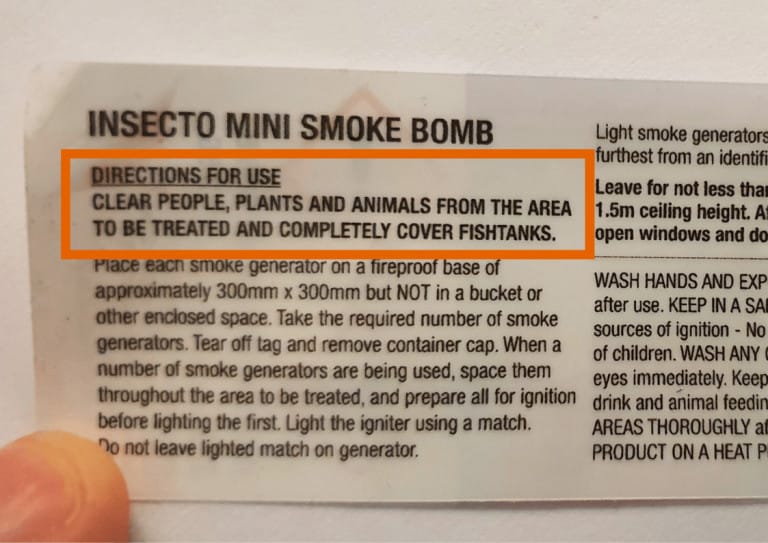 INSECTO MINI SMOKE BOMB
DIRECTIONS FOR USE
CLEAR PEOPLE, PLANTS AND ANIMALS FROM THE AREA
TO BE TREATED AND COMPLETELY COVER FISHTANKS.
Place each smoke generator on a fireproof base of
approximately 300mm x 300mm but NOT in a bucket or
other enclosed space. Take the required number of smoke
generators. Tear off tag and remove container cap. When a
number of smoke generators are being used, space them
throughout the area to be treated, and prepare all for ignition
before lighting the first. Light the igniter using a match.
Do not leave lighted match on generator.
Light smoke generators
furthest from an identifi
Leave for not less than
1.5m ceiling height. A
open windows and do
WASH HANDS AND EXP
after use. KEEP IN A SA
sources of ignition - No
of children. WASH ANY
eyes immediately. Keep
drink and animal feedin
AREAS THOROUGHLY a
PRODUCT ON A HEAT P